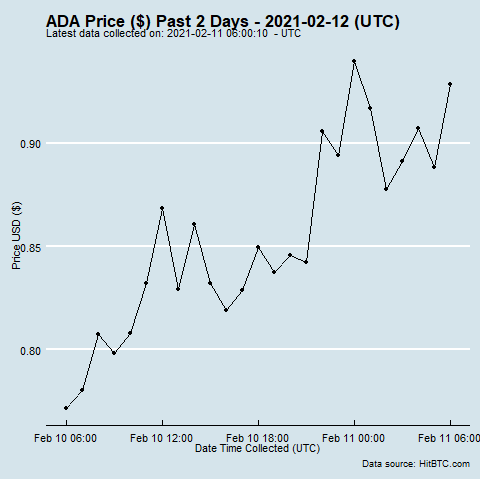 ADA Price ($) Past 2 Days - 2021-02-12 (UTC)
Latest data collected on: 2021-02-11 06:00:10 - UTC
Price USD ($)
0.90
0.85
0.80
Feb 10 06:00 Feb 10 12:00 Feb 10 18:00 Feb 11 00:00 Feb 11 06:00
Date Time Collected (UTC)
Data source: HitBTC.com